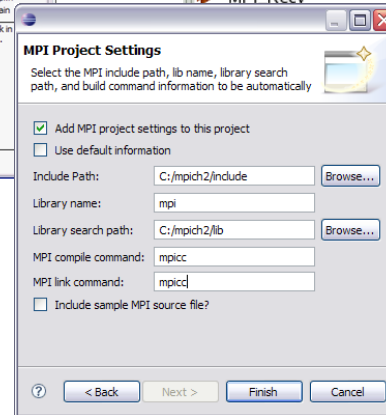 MPI Project Settings
Select the MPI include path, lib name, library search
path, and build command information to be automatically
Add MPI project settings to this project
Use default information
Include Path: C:/mpich2/include Browse...
Library name: mpi
Library search path: C:/mpich2/lib Browse...
MPI compile command: mpicc
MPI link command: mpicc
Include sample MPI source file?
? < Back Next > Finish Cancel